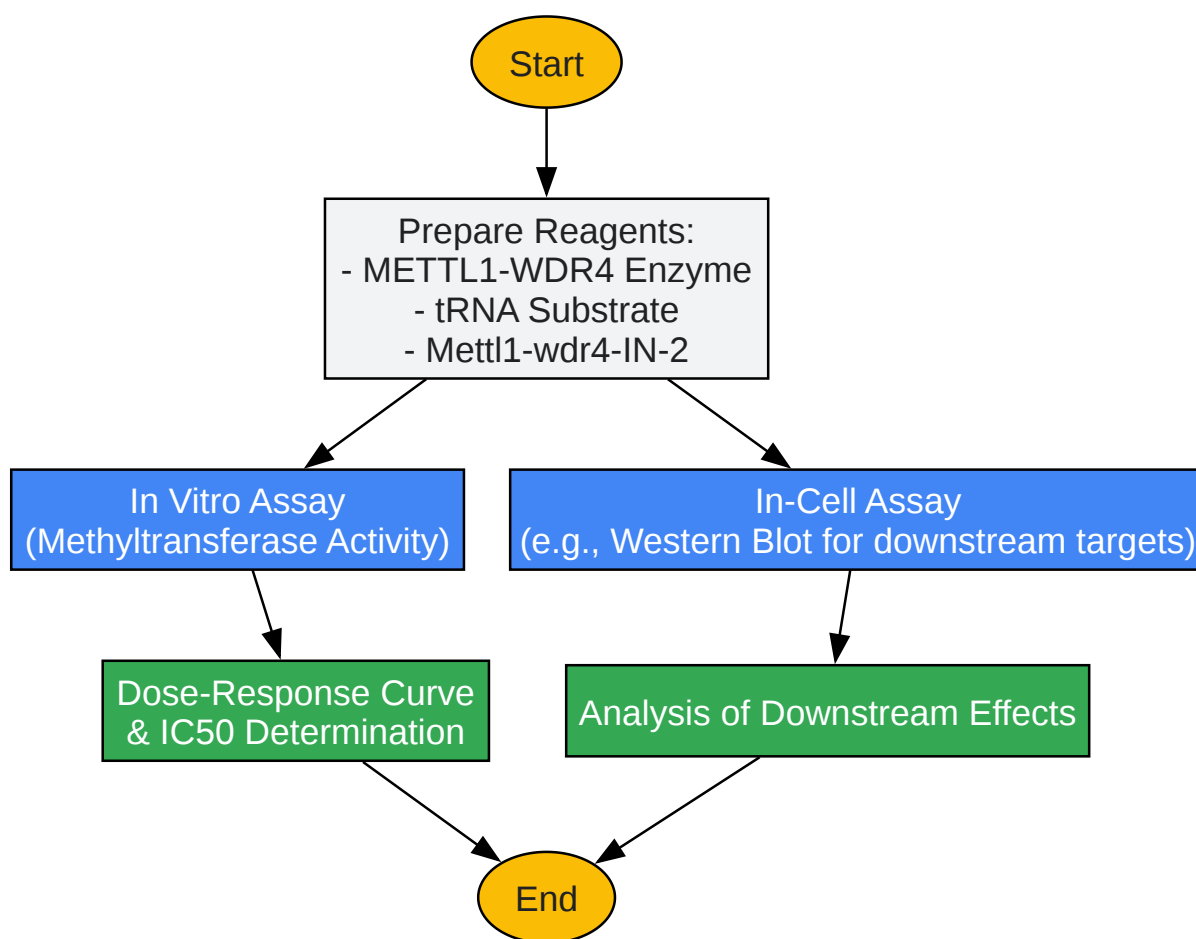 Start
Prepare Reagents:
- METTL1-WDR4 Enzyme
- tRNA Substrate
- Mettl1-wdr4-IN-2
In Vitro Assay
(Methyltransferase Activity)
In-Cell Assay
(e.g., Western Blot for downstream targets)
Dose-Response Curve
& IC50 Determination
Analysis of Downstream Effects
End